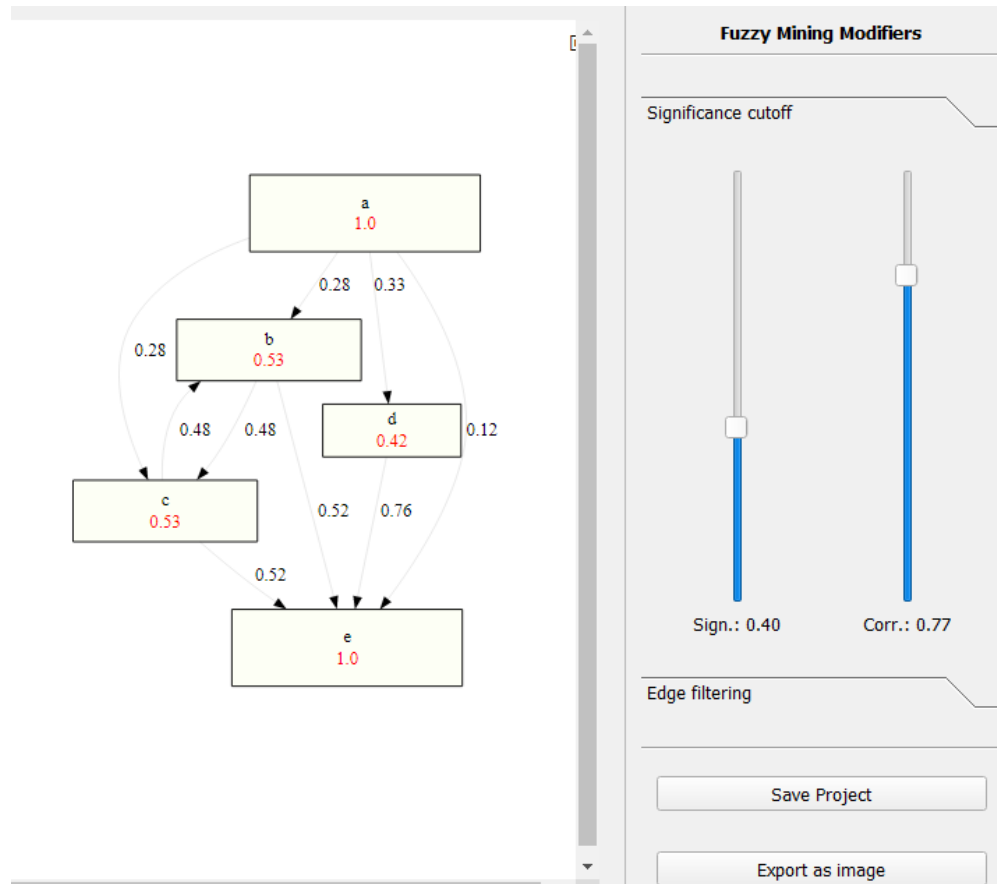 Fuzzy Mining Modifiers
Significance cutoff
a
1.0
0.28
0.33
b
0.53
0.28
d
0.42
0.12
0.48
0.48
c
0.53
0.52
0.76
0.52
e
1.0
Sign.: 0.40
Corr.: 0.77
Edge filtering
Save Project
Export as image